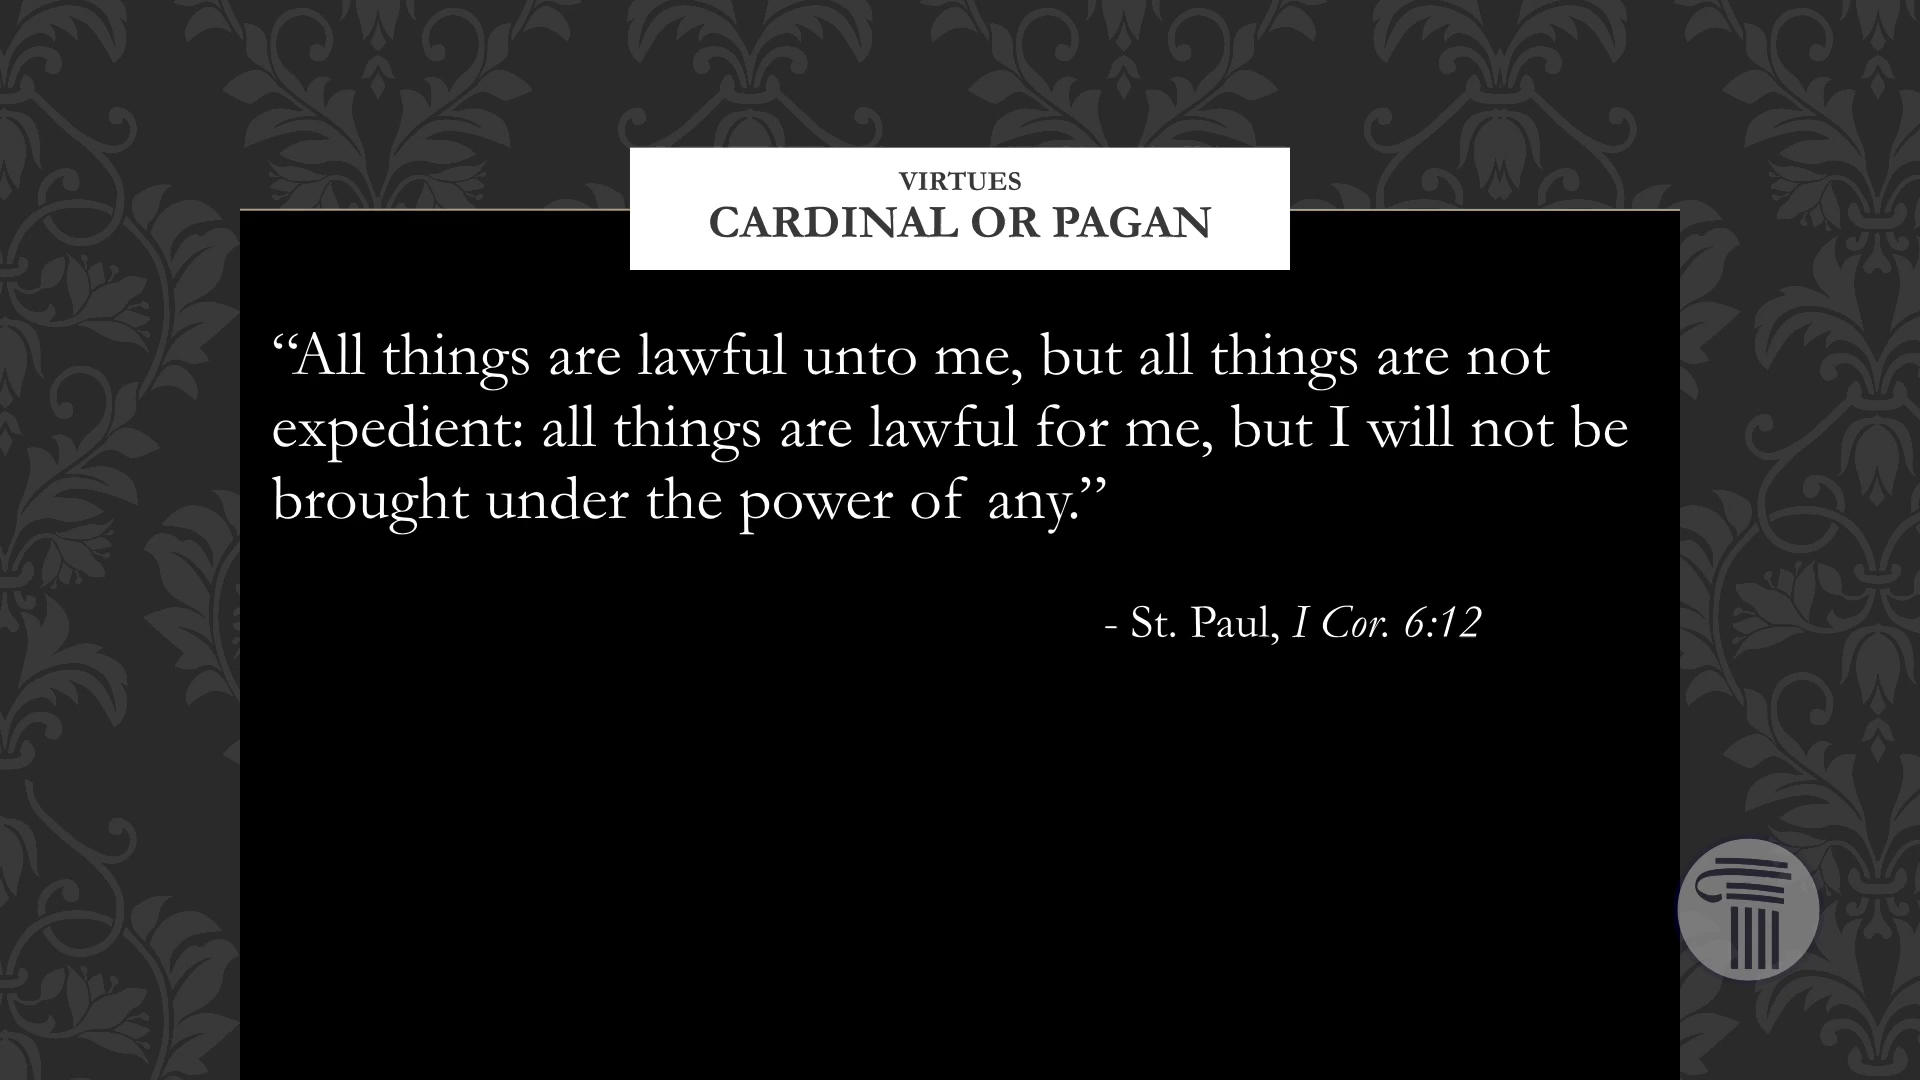 VIRTUES
CARDINAL OR PAGAN
“All things are lawful unto me, but all things are not
expedient: all things are lawful for me, but I will not be
brought under the power of any.”
- St. Paul, I Cor. 6:12